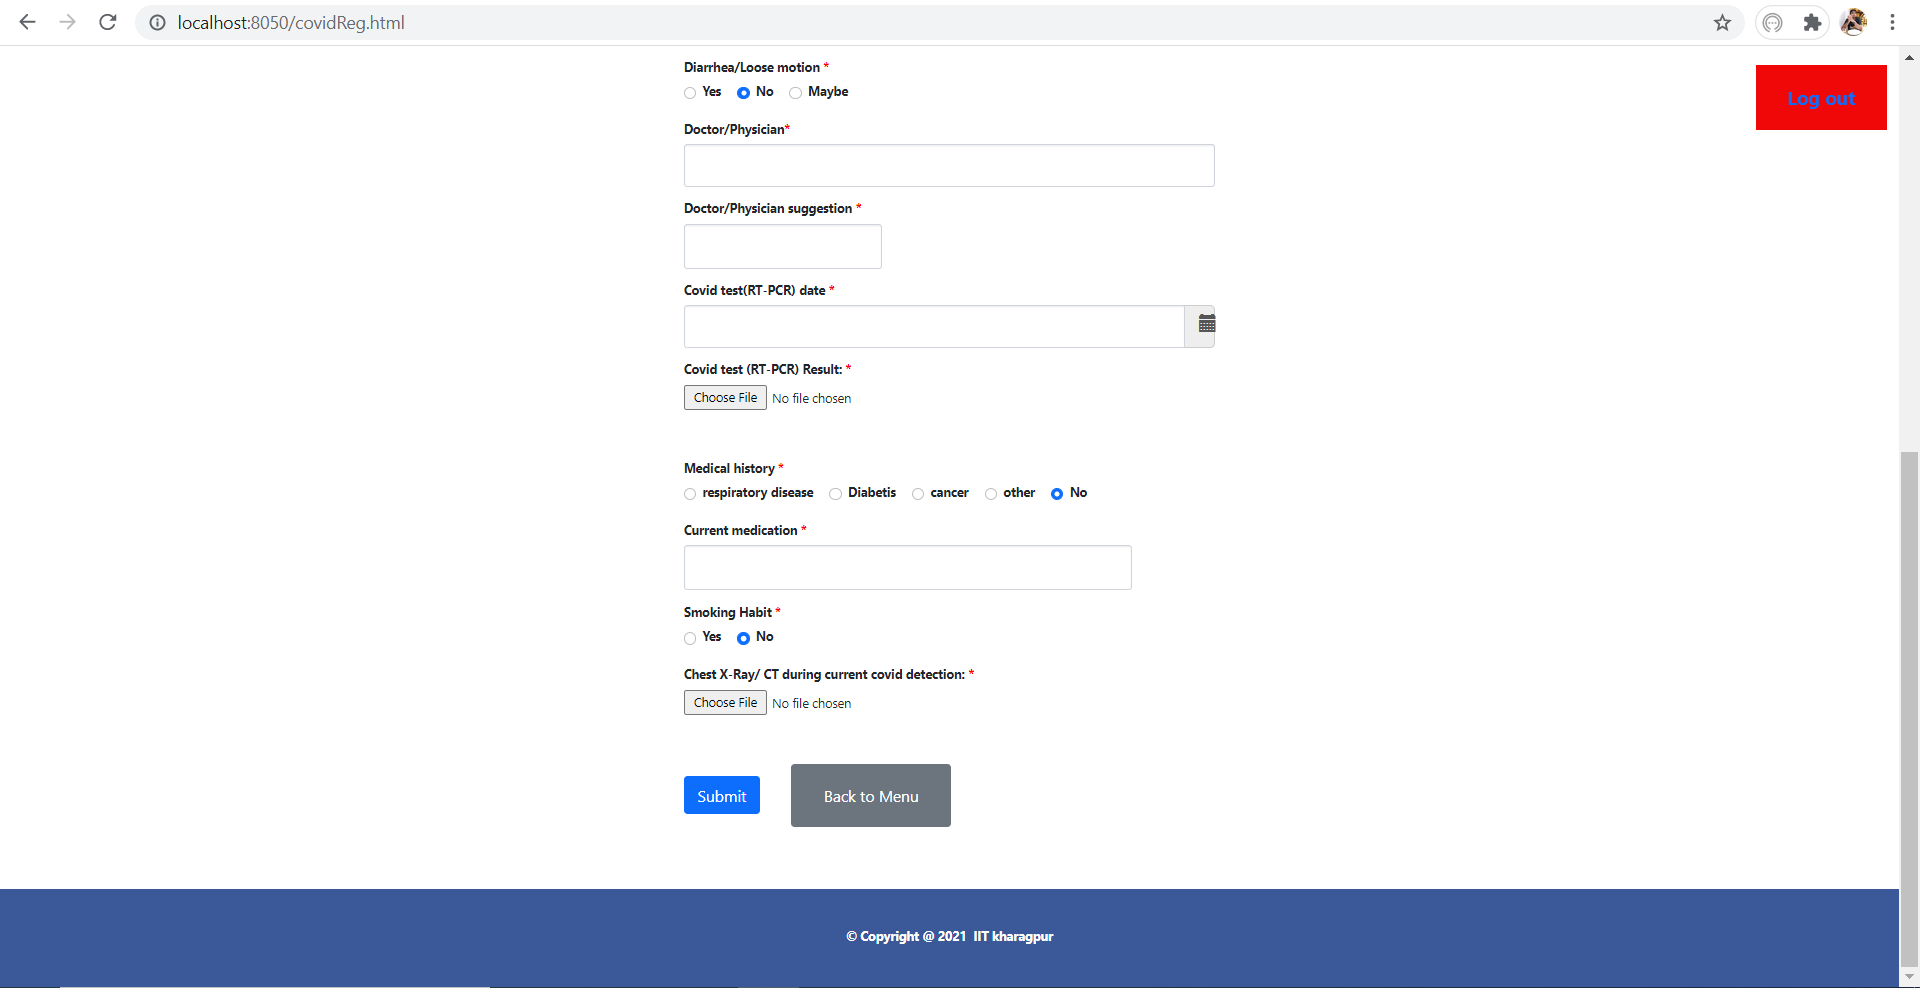 localhost:8050/covidReg.html
Log out
Diarrhea/Loose motion *
Yes No Maybe
Doctor/Physician*
Doctor/Physician suggestion *
Covid test(RT-PCR) date *
Covid test (RT-PCR) Result: *
Choose File No file chosen
Medical history *
respiratory disease Diabetis cancer other No
Current medication *
Smoking Habit *
Yes No
Chest X-Ray/ CT during current covid detection: *
Choose File No file chosen
Submit Back to Menu
© Copyright @ 2021 IIT kharagpur